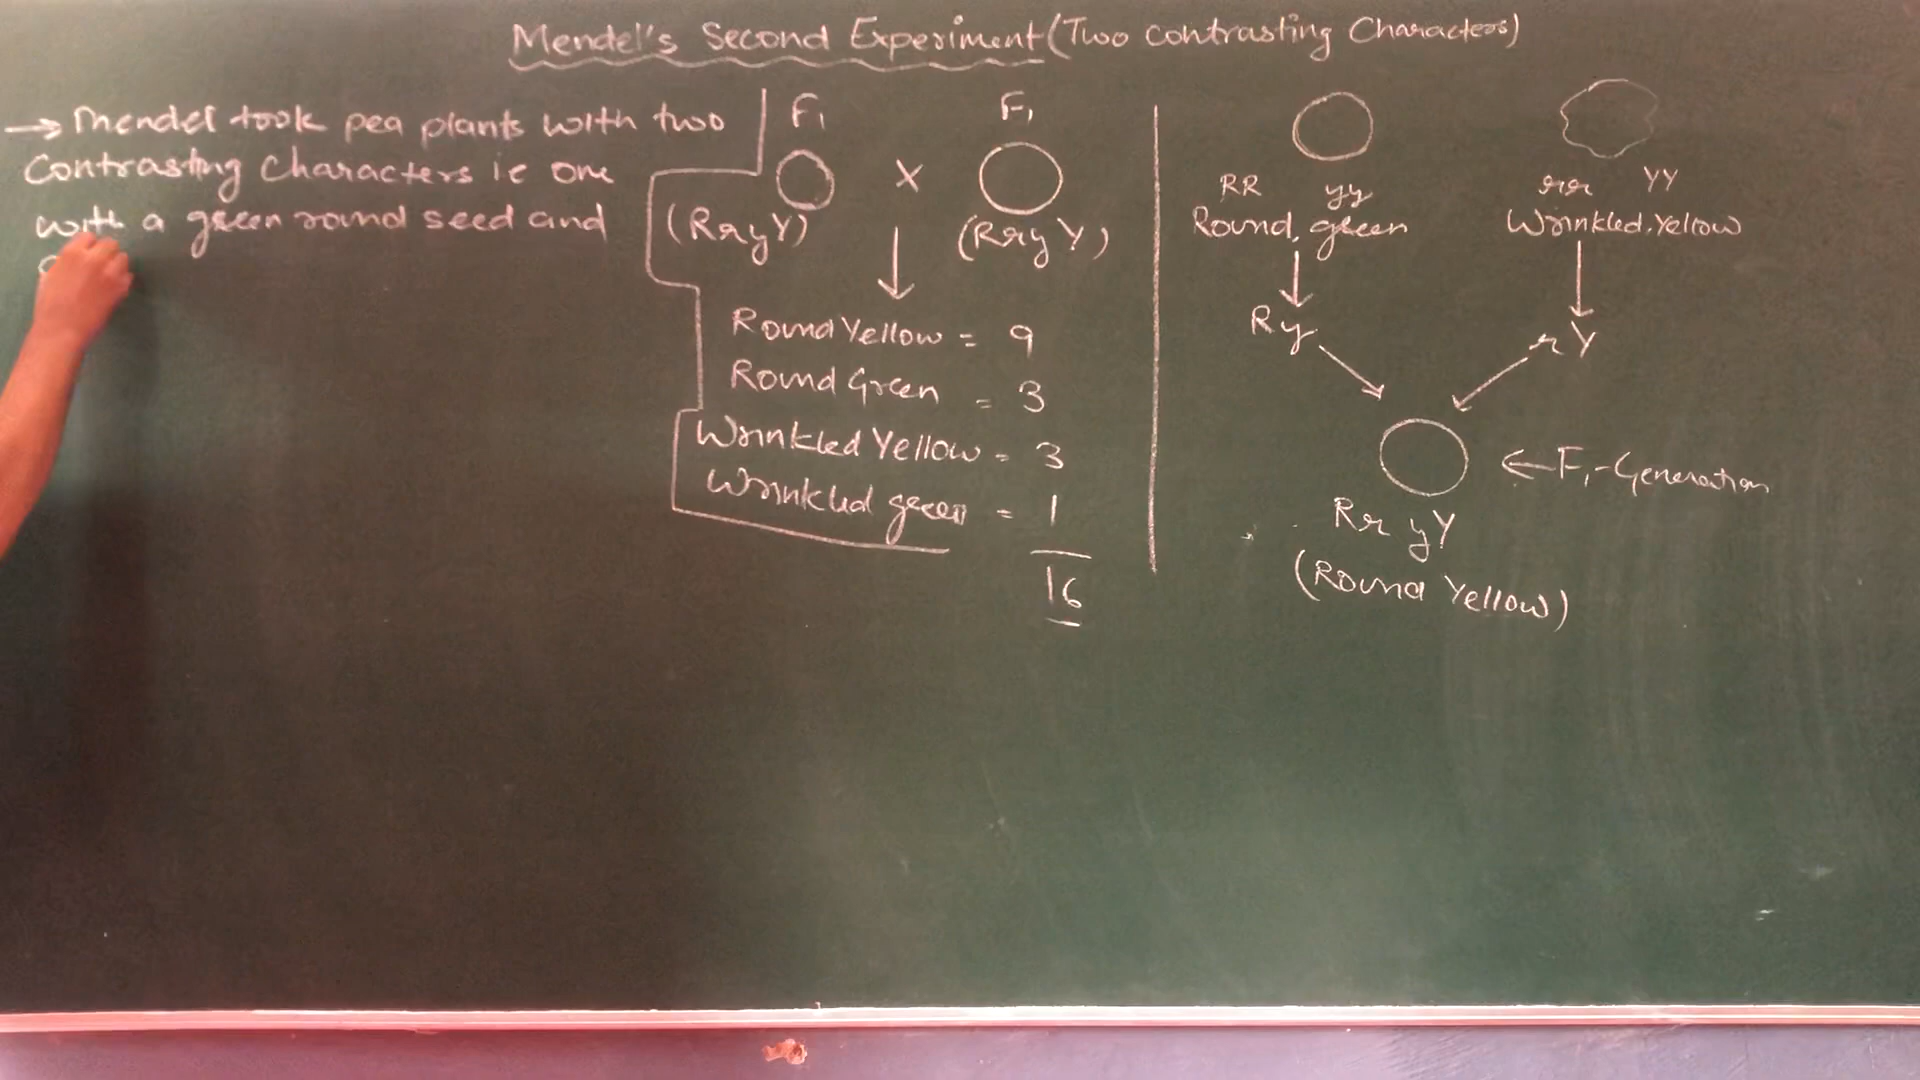 Mendel's Second Experiment (Two contrasting Characters)
→ Mendel took pea plants with two
Contrasting Characters ie one
with a green round seed and
F1 F1
X
(RryY) (RryY)
Round Yellow = 9
Round Green = 3
Wrinkled Yellow = 3
Wrinkled green = 1
16
RR yy rr YY
Round, green Wrinkled, Yellow
Ry rY
← F1-Generation
Rr yY
(Round Yellow)